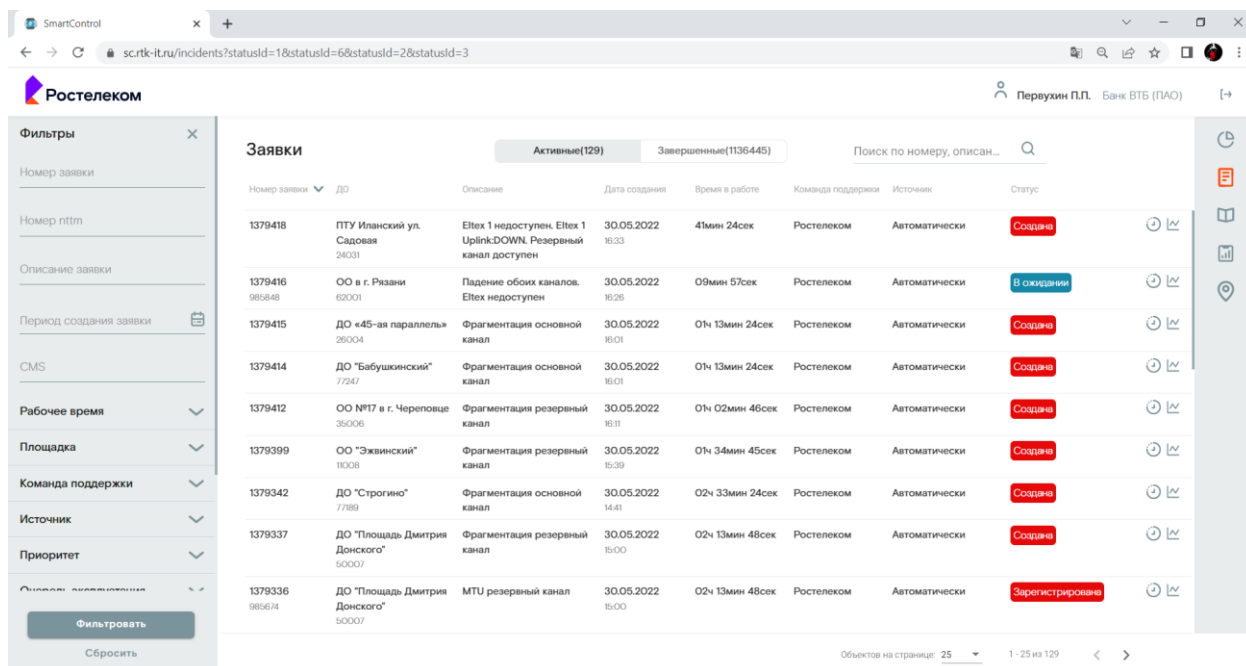 SmartControl
sc.rtk-it.ru/incidents?statusId=1&statusId=6&statusId=2&statusId=3
Ростелеком
Первухин П.П. Банк ВТБ (ПАО)
Фильтры
Номер заявки
Номер nttm
Описание заявки
Период создания заявки
CMS
Рабочее время
Площадка
Команда поддержки
Источник
Приоритет
Очередь эксплуатации
Фильтровать
Сбросить
Заявки
Активные(129) Завершенные(1136445)
Поиск по номеру, описан...
Номер заявки ДО Описание Дата создания Время в работе Команда поддержки Источник Статус
1379418 ПТУ Иланский ул. Eltex 1 недоступен. Eltex 1 30.05.2022 41мин 24сек Ростелеком Автоматически Создана
Садовая Uplink:DOWN. Резервный 16:33
24031 канал доступен
1379416 ОО в г. Рязани Падение обоих каналов. 30.05.2022 09мин 57сек Ростелеком Автоматически В ожидании
985848 62001 Eltex недоступен 16:26
1379415 ДО «45-ая параллель» Фрагментация основной 30.05.2022 01ч 13мин 24сек Ростелеком Автоматически Создана
26004 канал 16:01
1379414 ДО "Бабушкинский" Фрагментация основной 30.05.2022 01ч 13мин 24сек Ростелеком Автоматически Создана
77247 канал 16:01
1379412 ОО №17 в г. Череповце Фрагментация резервный 30.05.2022 01ч 02мин 46сек Ростелеком Автоматически Создана
35006 канал 16:11
1379399 ОО "Эжвинский" Фрагментация резервный 30.05.2022 01ч 34мин 45сек Ростелеком Автоматически Создана
11008 канал 15:39
1379342 ДО "Строгино" Фрагментация основной 30.05.2022 02ч 33мин 24сек Ростелеком Автоматически Создана
77189 канал 14:41
1379337 ДО "Площадь Дмитрия Фрагментация резервный 30.05.2022 02ч 13мин 48сек Ростелеком Автоматически Создана
Донского" канал 15:00
50007
1379336 ДО "Площадь Дмитрия MTU резервный канал 30.05.2022 02ч 13мин 48сек Ростелеком Автоматически Зарегистрирована
985674 Донского" 15:00
50007
Объектов на странице: 25 1 - 25 из 129